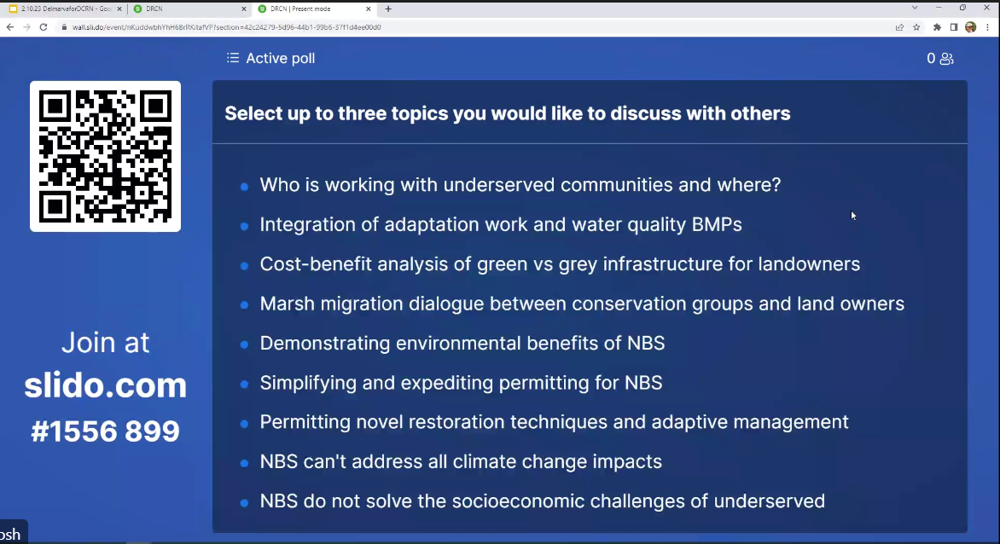 2.10.23 DelmarvaforDCRN - Goo
DRCN
DRCN | Present mode
wall.sli.do/event/nKuddwbhYhH6BrRKitafVP?section=42c24279-5d96-44b1-99b6-37f1d4ee00d0
Active poll
0
Select up to three topics you would like to discuss with others
Who is working with underserved communities and where?
Integration of adaptation work and water quality BMPs
Cost-benefit analysis of green vs grey infrastructure for landowners
Marsh migration dialogue between conservation groups and land owners
Demonstrating environmental benefits of NBS
Simplifying and expediting permitting for NBS
Permitting novel restoration techniques and adaptive management
NBS can't address all climate change impacts
NBS do not solve the socioeconomic challenges of underserved
Join at
slido.com
#1556 899
osh